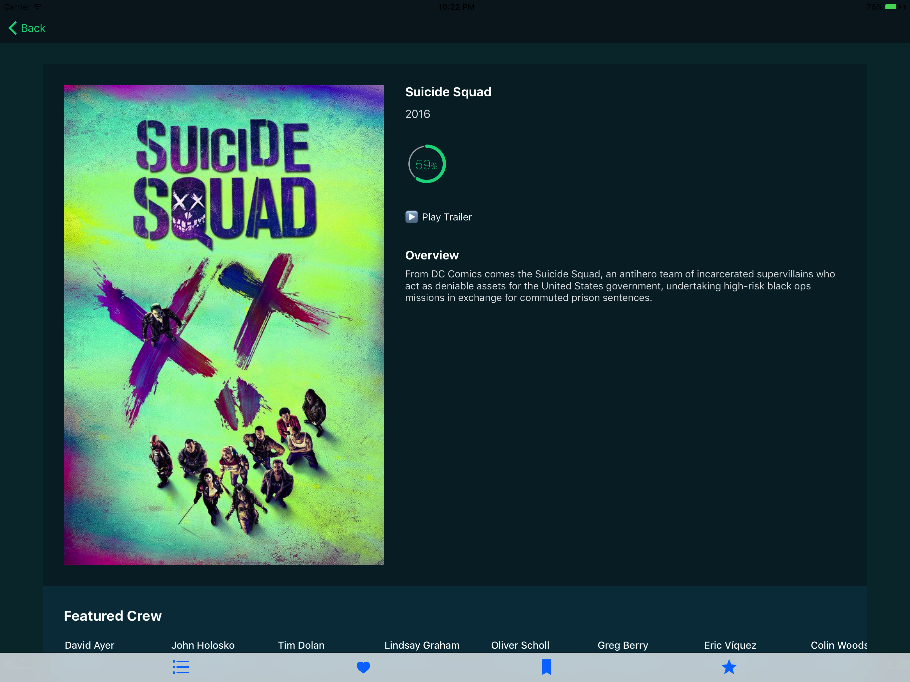 Carrier
10:22 PM
75%
Back
SUICIDE
SQUAD
Suicide Squad
2016
59%
Play Trailer
Overview
From DC Comics comes the Suicide Squad, an antihero team of incarcerated supervillains who
act as deniable assets for the United States government, undertaking high-risk black ops
missions in exchange for commuted prison sentences.
Featured Crew
David Ayer John Holosko Tim Dolan Lindsay Graham Oliver Scholl Greg Berry Eric Víquez Colin Woods